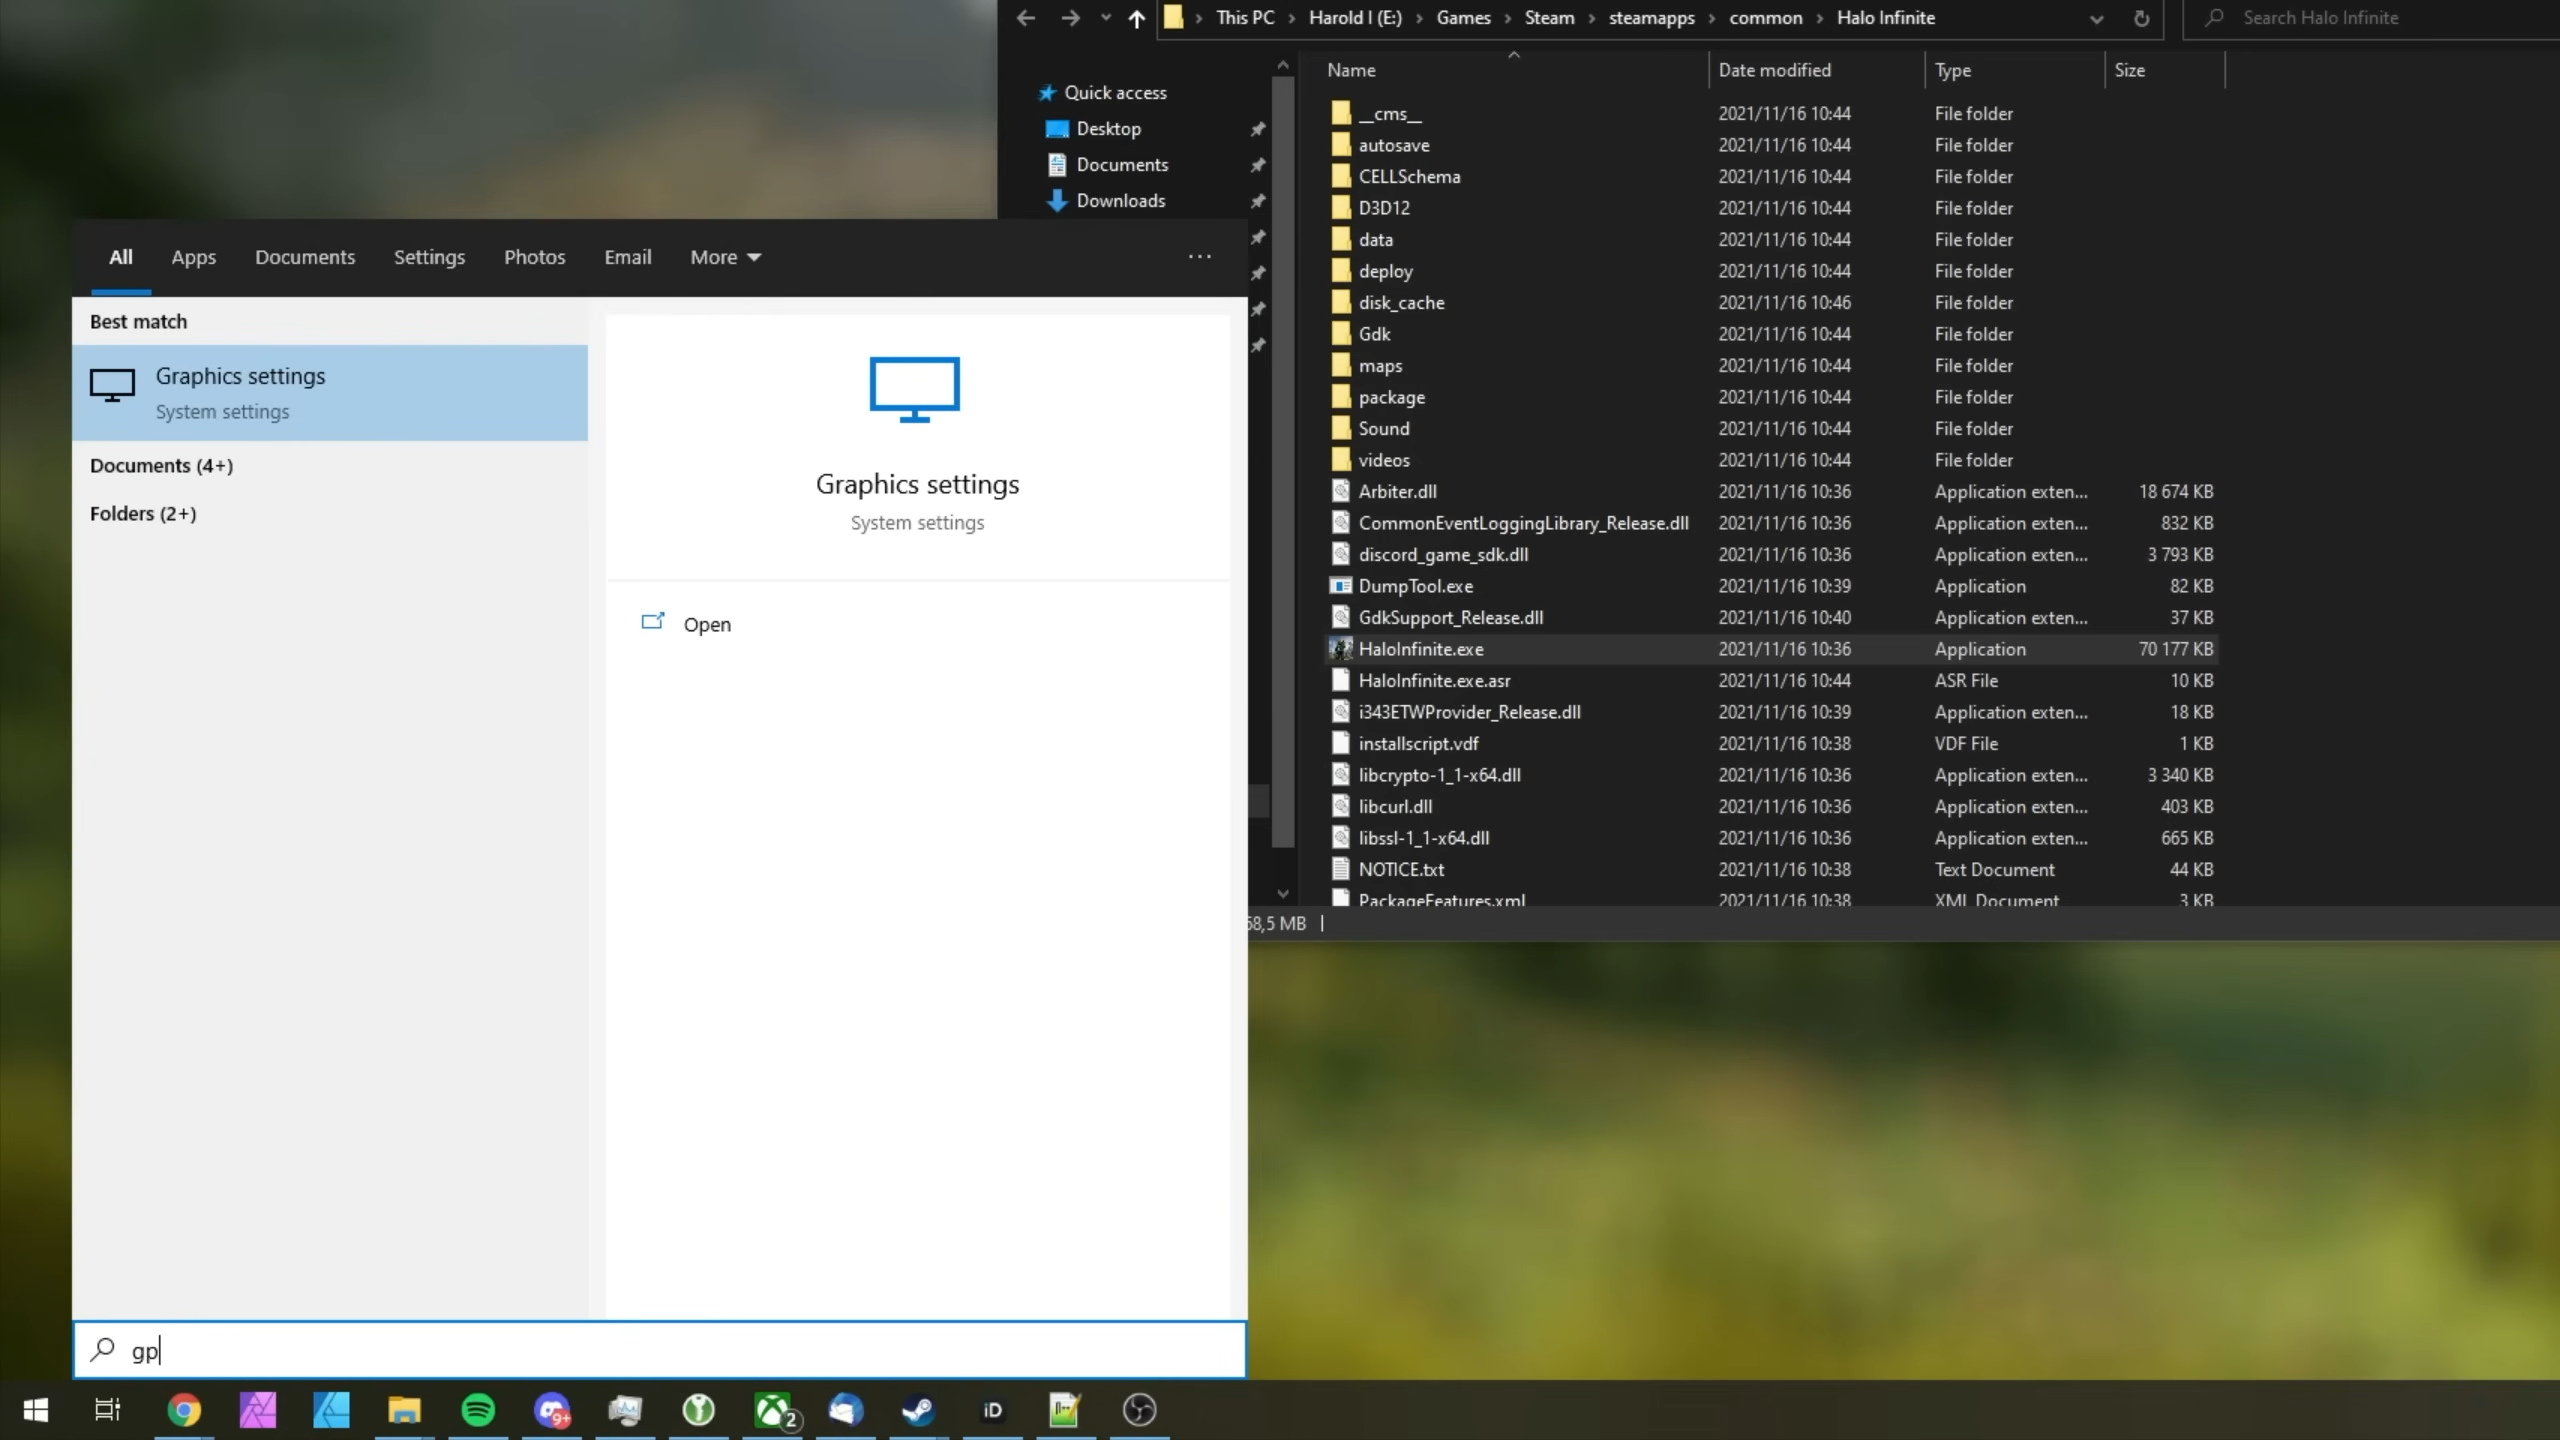 This PC > Harold I (E:) > Games > Steam > steamapps > common > Halo Infinite
Search Halo Infinite
Quick access
Desktop
Documents
Downloads
Name Date modified Type Size
__cms__ 2021/11/16 10:44 File folder
autosave 2021/11/16 10:44 File folder
CELLSchema 2021/11/16 10:44 File folder
D3D12 2021/11/16 10:44 File folder
data 2021/11/16 10:44 File folder
deploy 2021/11/16 10:44 File folder
disk_cache 2021/11/16 10:46 File folder
Gdk 2021/11/16 10:44 File folder
maps 2021/11/16 10:44 File folder
package 2021/11/16 10:44 File folder
Sound 2021/11/16 10:44 File folder
videos 2021/11/16 10:44 File folder
Arbiter.dll 2021/11/16 10:36 Application exten... 18 674 KB
CommonEventLoggingLibrary_Release.dll 2021/11/16 10:36 Application exten... 832 KB
discord_game_sdk.dll 2021/11/16 10:36 Application exten... 3 793 KB
DumpTool.exe 2021/11/16 10:39 Application 82 KB
GdkSupport_Release.dll 2021/11/16 10:40 Application exten... 37 KB
HaloInfinite.exe 2021/11/16 10:36 Application 70 177 KB
HaloInfinite.exe.asr 2021/11/16 10:44 ASR File 10 KB
i343ETWProvider_Release.dll 2021/11/16 10:39 Application exten... 18 KB
installscript.vdf 2021/11/16 10:38 VDF File 1 KB
libcrypto-1_1-x64.dll 2021/11/16 10:36 Application exten... 3 340 KB
libcurl.dll 2021/11/16 10:36 Application exten... 403 KB
libssl-1_1-x64.dll 2021/11/16 10:36 Application exten... 665 KB
NOTICE.txt 2021/11/16 10:38 Text Document 44 KB
PackageFeatures.xml 2021/11/16 10:38 XML Document 3 KB
58,5 MB
All Apps Documents Settings Photos Email More ...
Best match
Graphics settings
System settings
Documents (4+)
Folders (2+)
Graphics settings
System settings
Open
gp
9+
2
iD